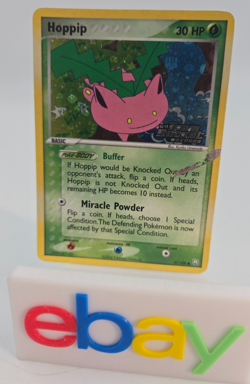 Hoppip 30 HP
BASIC
POKé-BODY Buffer
If Hoppip would be Knocked Out by an
opponent's attack, flip a coin. If heads,
Hoppip is not Knocked Out and its
remaining HP becomes 10 instead.
Miracle Powder
Flip a coin. If heads, choose 1 Special
Condition. The Defending Pokémon is now
affected by that Special Condition.
ebay